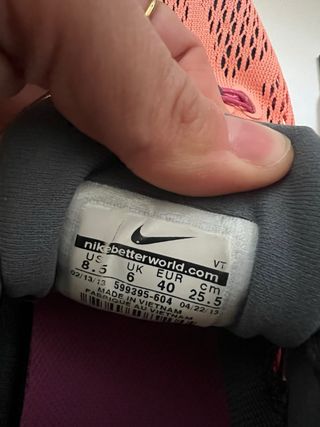 nikebetterworld.com
VT
US UK EUR cm
8.5 6 40 25.5
02/13/13 599395-604 04/22/13
MADE IN VIETNAM
FABRIQUE AU VIETNAM